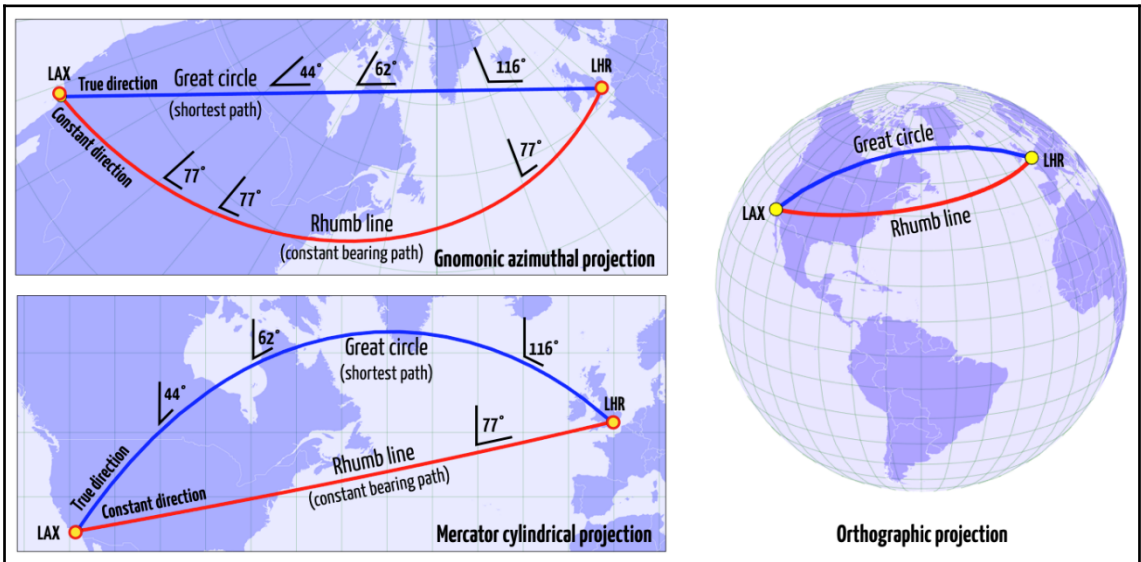 LAX
True direction
Great circle
(shortest path)
44°
62°
116°
LHR
Constant direction
77°
77°
77°
Rhumb line
(constant bearing path)
Gnomonic azimuthal projection
62°
Great circle
(shortest path)
116°
44°
77°
LHR
True direction
Rhumb line
(constant bearing path)
Constant direction
LAX
Mercator cylindrical projection
Great circle
LHR
LAX
Rhumb line
Orthographic projection